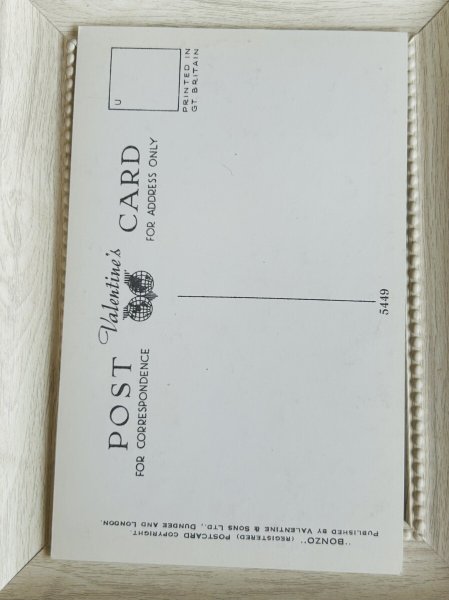 Valentine's
POST CARD
FOR CORRESPONDENCE
FOR ADDRESS ONLY
U
PRINTED IN
GT. BRITAIN
5449
"BONZO" (REGISTERED) POSTCARD COPYRIGHT.
PUBLISHED BY VALENTINE & SONS LTD., DUNDEE AND LONDON.